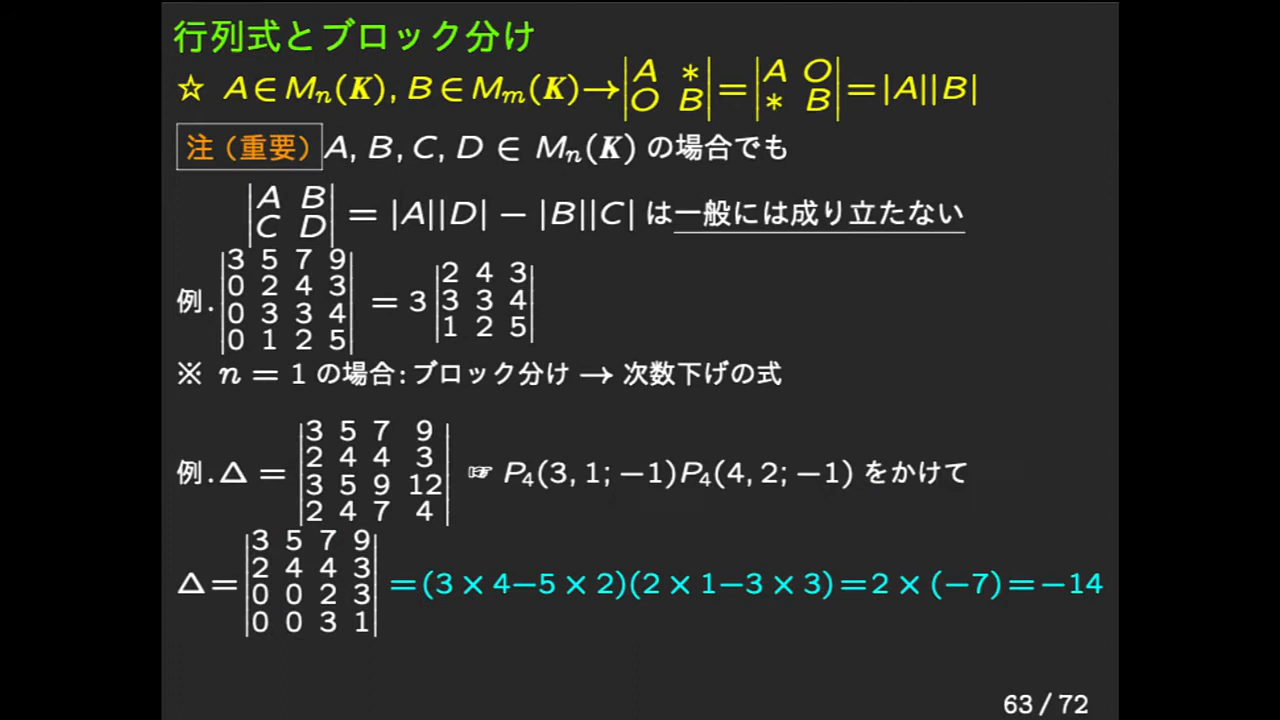 行列式とブロック分け
☆ A∈Mn(K), B∈Mm(K)→|A * O B|=|A O * B|=|A||B|
注（重要） A, B, C, D ∈ Mn(K) の場合でも
|A B C D| = |A||D| − |B||C| は一般には成り立たない
例. |3 5 7 9
0 2 4 3
0 3 3 4
0 1 2 5| = 3 |2 4 3
3 3 4
1 2 5|
※ n = 1 の場合:ブロック分け → 次数下げの式
例. Δ = |3 5 7 9
2 4 4 3
3 5 9 12
2 4 7 4| ☞ P₄(3, 1; −1)P₄(4, 2; −1) をかけて
Δ= |3 5 7 9
2 4 4 3
0 0 2 3
0 0 3 1| =(3 × 4−5 × 2)(2 × 1−3 × 3)=2 × (−7)=−14
63 / 72